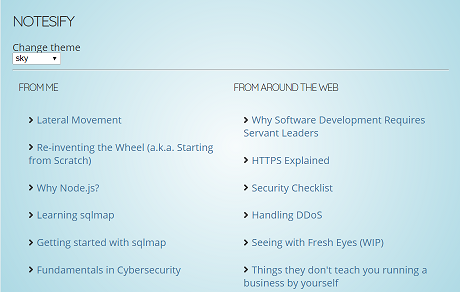 NOTESIFY
Change theme
sky
FROM ME
Lateral Movement
Re-inventing the Wheel (a.k.a. Starting
from Scratch)
Why Node.js?
Learning sqlmap
Getting started with sqlmap
Fundamentals in Cybersecurity
FROM AROUND THE WEB
Why Software Development Requires
Servant Leaders
HTTPS Explained
Security Checklist
Handling DDoS
Seeing with Fresh Eyes (WIP)
Things they don't teach you running a
business by yourself